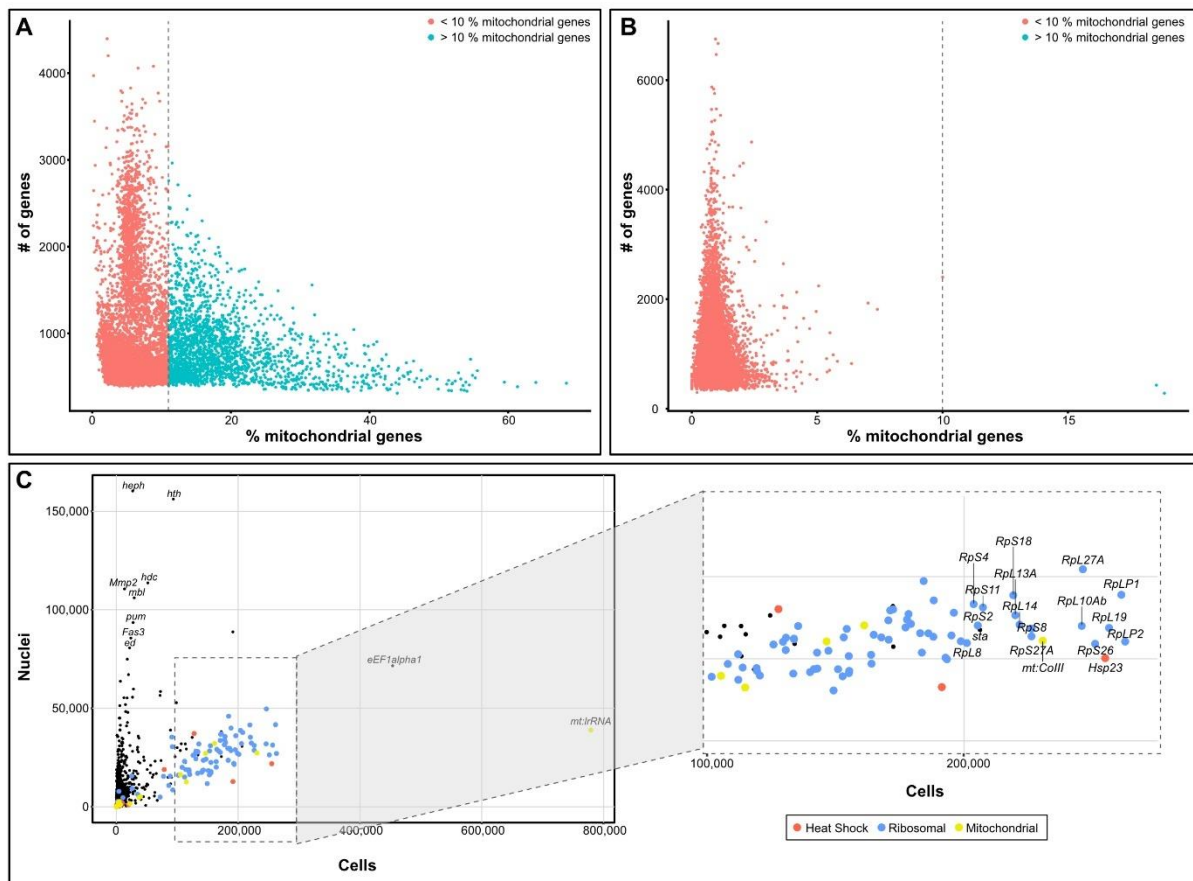 A
< 10 % mitochondrial genes
> 10 % mitochondrial genes
4000
3000
2000
1000
# of genes
0
20
40
60
% mitochondrial genes
B
< 10 % mitochondrial genes
> 10 % mitochondrial genes
6000
4000
2000
0
# of genes
0
5
10
15
% mitochondrial genes
C
150,000
100,000
50,000
0
Nuclei
heph
hth
Mmp2
hdc
mbl
pum
Fas3
ed
eEF1alpha1
mt:lrRNA
0
200,000
400,000
600,000
800,000
Cells
RpS18
RpS4
RpL13A
RpL27A
RpS11
RpLP1
RpL14
RpL10Ab
RpS2
RpS8
RpL19
sta
RpLP2
RpL8
RpS27A
RpS26
mt:CoIII
Hsp23
100,000
200,000
Cells
Heat Shock
Ribosomal
Mitochondrial